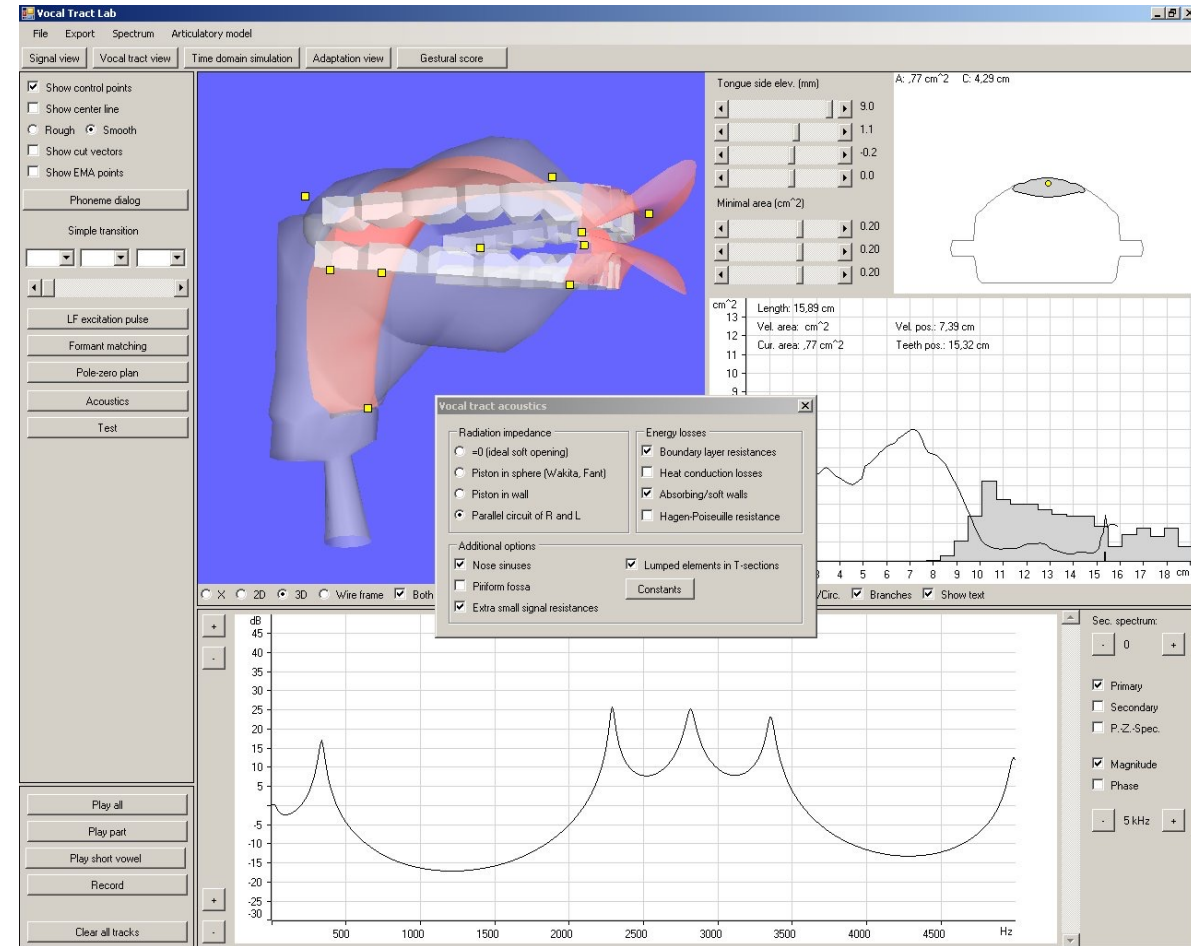 Vocal Tract Lab
File Export Spectrum Articulatory model
Signal view Vocal tract view Time domain simulation Adaptation view Gestural score
Show control points
Show center line
Rough Smooth
Show cut vectors
Show EMA points
Phoneme dialog
Simple transition
LF excitation pulse
Formant matching
Pole-zero plan
Acoustics
Test
Tongue side elev. (mm)
9.0
1.1
-0.2
0.0
Minimal area (cm^2)
0.20
0.20
0.20
A: ,77 cm^2 C: 4,29 cm
cm^2
Length: 15,89 cm
Vel. area: cm^2 Vel. pos.: 7,39 cm
Cur. area: ,77 cm^2 Teeth pos.: 15,32 cm
13
12
11
10
9
3 4 5 6 7 8 9 10 11 12 13 14 15 16 17 18 cm
Vocal tract acoustics
Radiation impedance
=0 (ideal soft opening)
Piston in sphere (Wakita, Fant)
Piston in wall
Parallel circuit of R and L
Energy losses
Boundary layer resistances
Heat conduction losses
Absorbing/soft walls
Hagen-Poiseuille resistance
Additional options
Nose sinuses
Piriform fossa
Extra small signal resistances
Lumped elements in T-sections
Constants
X 2D 3D Wire frame Both
/Circ. Branches Show text
+
-
dB
45
40
35
30
25
20
15
10
5
-5
-10
-15
-20
-25
-30
+
-
500 1000 1500 2000 2500 3000 3500 4000 4500 Hz
Sec. spectrum:
- 0 +
Primary
Secondary
P.-Z.-Spec.
Magnitude
Phase
- 5 kHz +
Play all
Play part
Play short vowel
Record
Clear all tracks